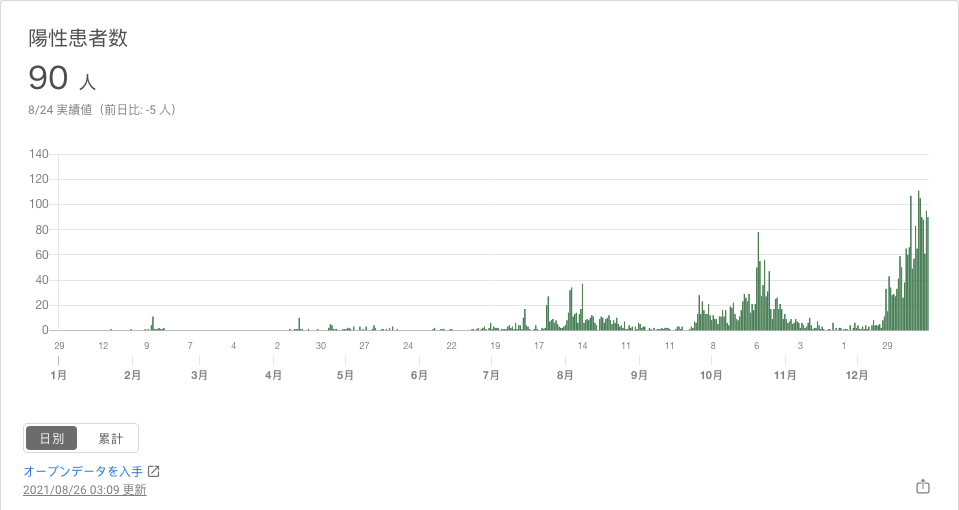 陽性患者数
90 人
8/24 実績値（前日比: -5 人）
140
120
100
80
60
40
20
0
29 12 9 7 4 2 30 27 24 22 19 17 14 11 11 8 6 3 1 29
1月 2月 3月 4月 5月 6月 7月 8月 9月 10月 11月 12月
日別 累計
オープンデータを入手
2021/08/26 03:09 更新